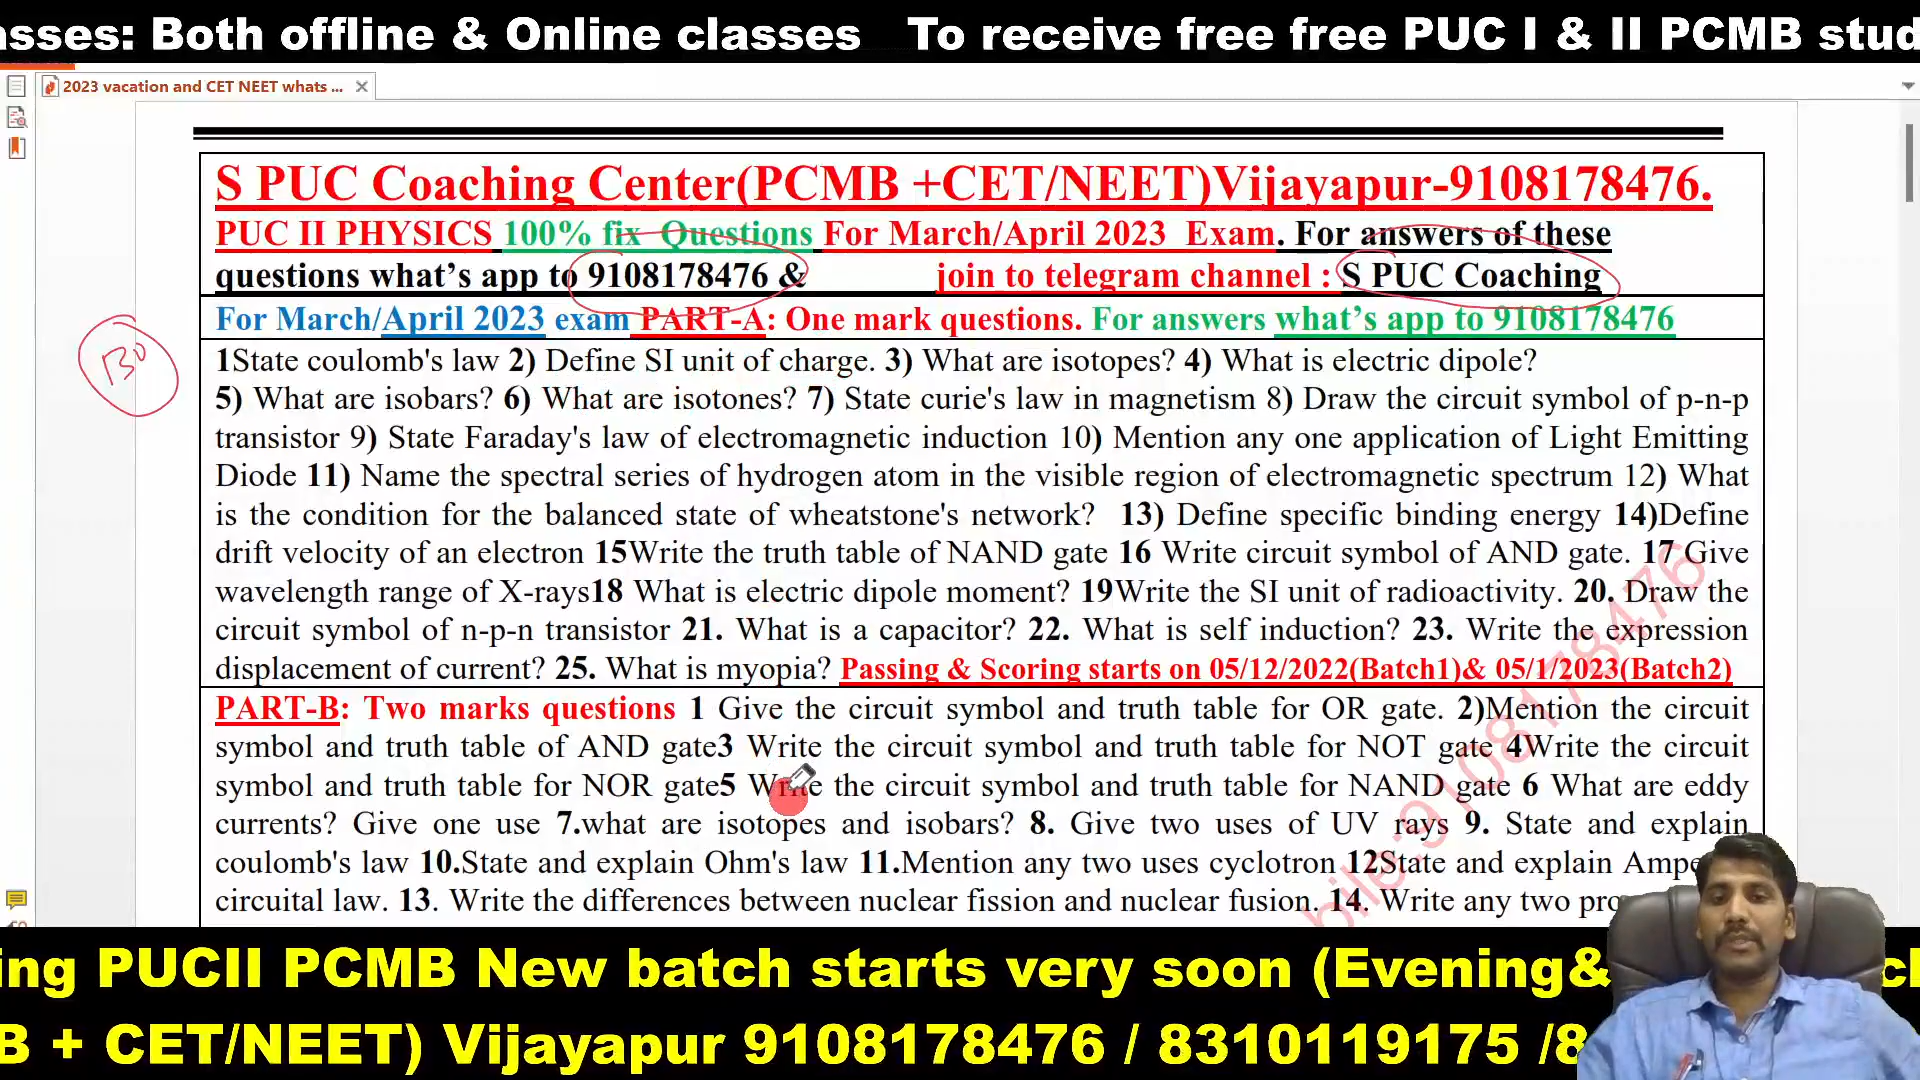 asses: Both offline & Online classes To receive free free PUC I & II PCMB stud
2023 vacation and CET NEET whats ...
S PUC Coaching Center(PCMB +CET/NEET)Vijayapur-9108178476.
PUC II PHYSICS 100% fix Questions For March/April 2023 Exam. For answers of these
questions what's app to 9108178476 & join to telegram channel : S PUC Coaching
For March/April 2023 exam PART-A: One mark questions. For answers what's app to 9108178476
130
1State coulomb's law 2) Define SI unit of charge. 3) What are isotopes? 4) What is electric dipole?
5) What are isobars? 6) What are isotones? 7) State curie's law in magnetism 8) Draw the circuit symbol of p-n-p
transistor 9) State Faraday's law of electromagnetic induction 10) Mention any one application of Light Emitting
Diode 11) Name the spectral series of hydrogen atom in the visible region of electromagnetic spectrum 12) What
is the condition for the balanced state of wheatstone's network? 13) Define specific binding energy 14)Define
drift velocity of an electron 15Write the truth table of NAND gate 16 Write circuit symbol of AND gate. 17 Give
wavelength range of X-rays18 What is electric dipole moment? 19Write the SI unit of radioactivity. 20. Draw the
circuit symbol of n-p-n transistor 21. What is a capacitor? 22. What is self induction? 23. Write the expression
displacement of current? 25. What is myopia? Passing & Scoring starts on 05/12/2022(Batch1)& 05/1/2023(Batch2)
PART-B: Two marks questions 1 Give the circuit symbol and truth table for OR gate. 2)Mention the circuit
symbol and truth table of AND gate3 Write the circuit symbol and truth table for NOT gate 4Write the circuit
symbol and truth table for NOR gate5 Write the circuit symbol and truth table for NAND gate 6 What are eddy
currents? Give one use 7.what are isotopes and isobars? 8. Give two uses of UV rays 9. State and explain
coulomb's law 10.State and explain Ohm's law 11.Mention any two uses cyclotron 12State and explain Ampe
circuital law. 13. Write the differences between nuclear fission and nuclear fusion. 14. Write any two pro
bile:9108178476
ing PUCII PCMB New batch starts very soon (Evening&
B + CET/NEET) Vijayapur 9108178476 / 8310119175 /8